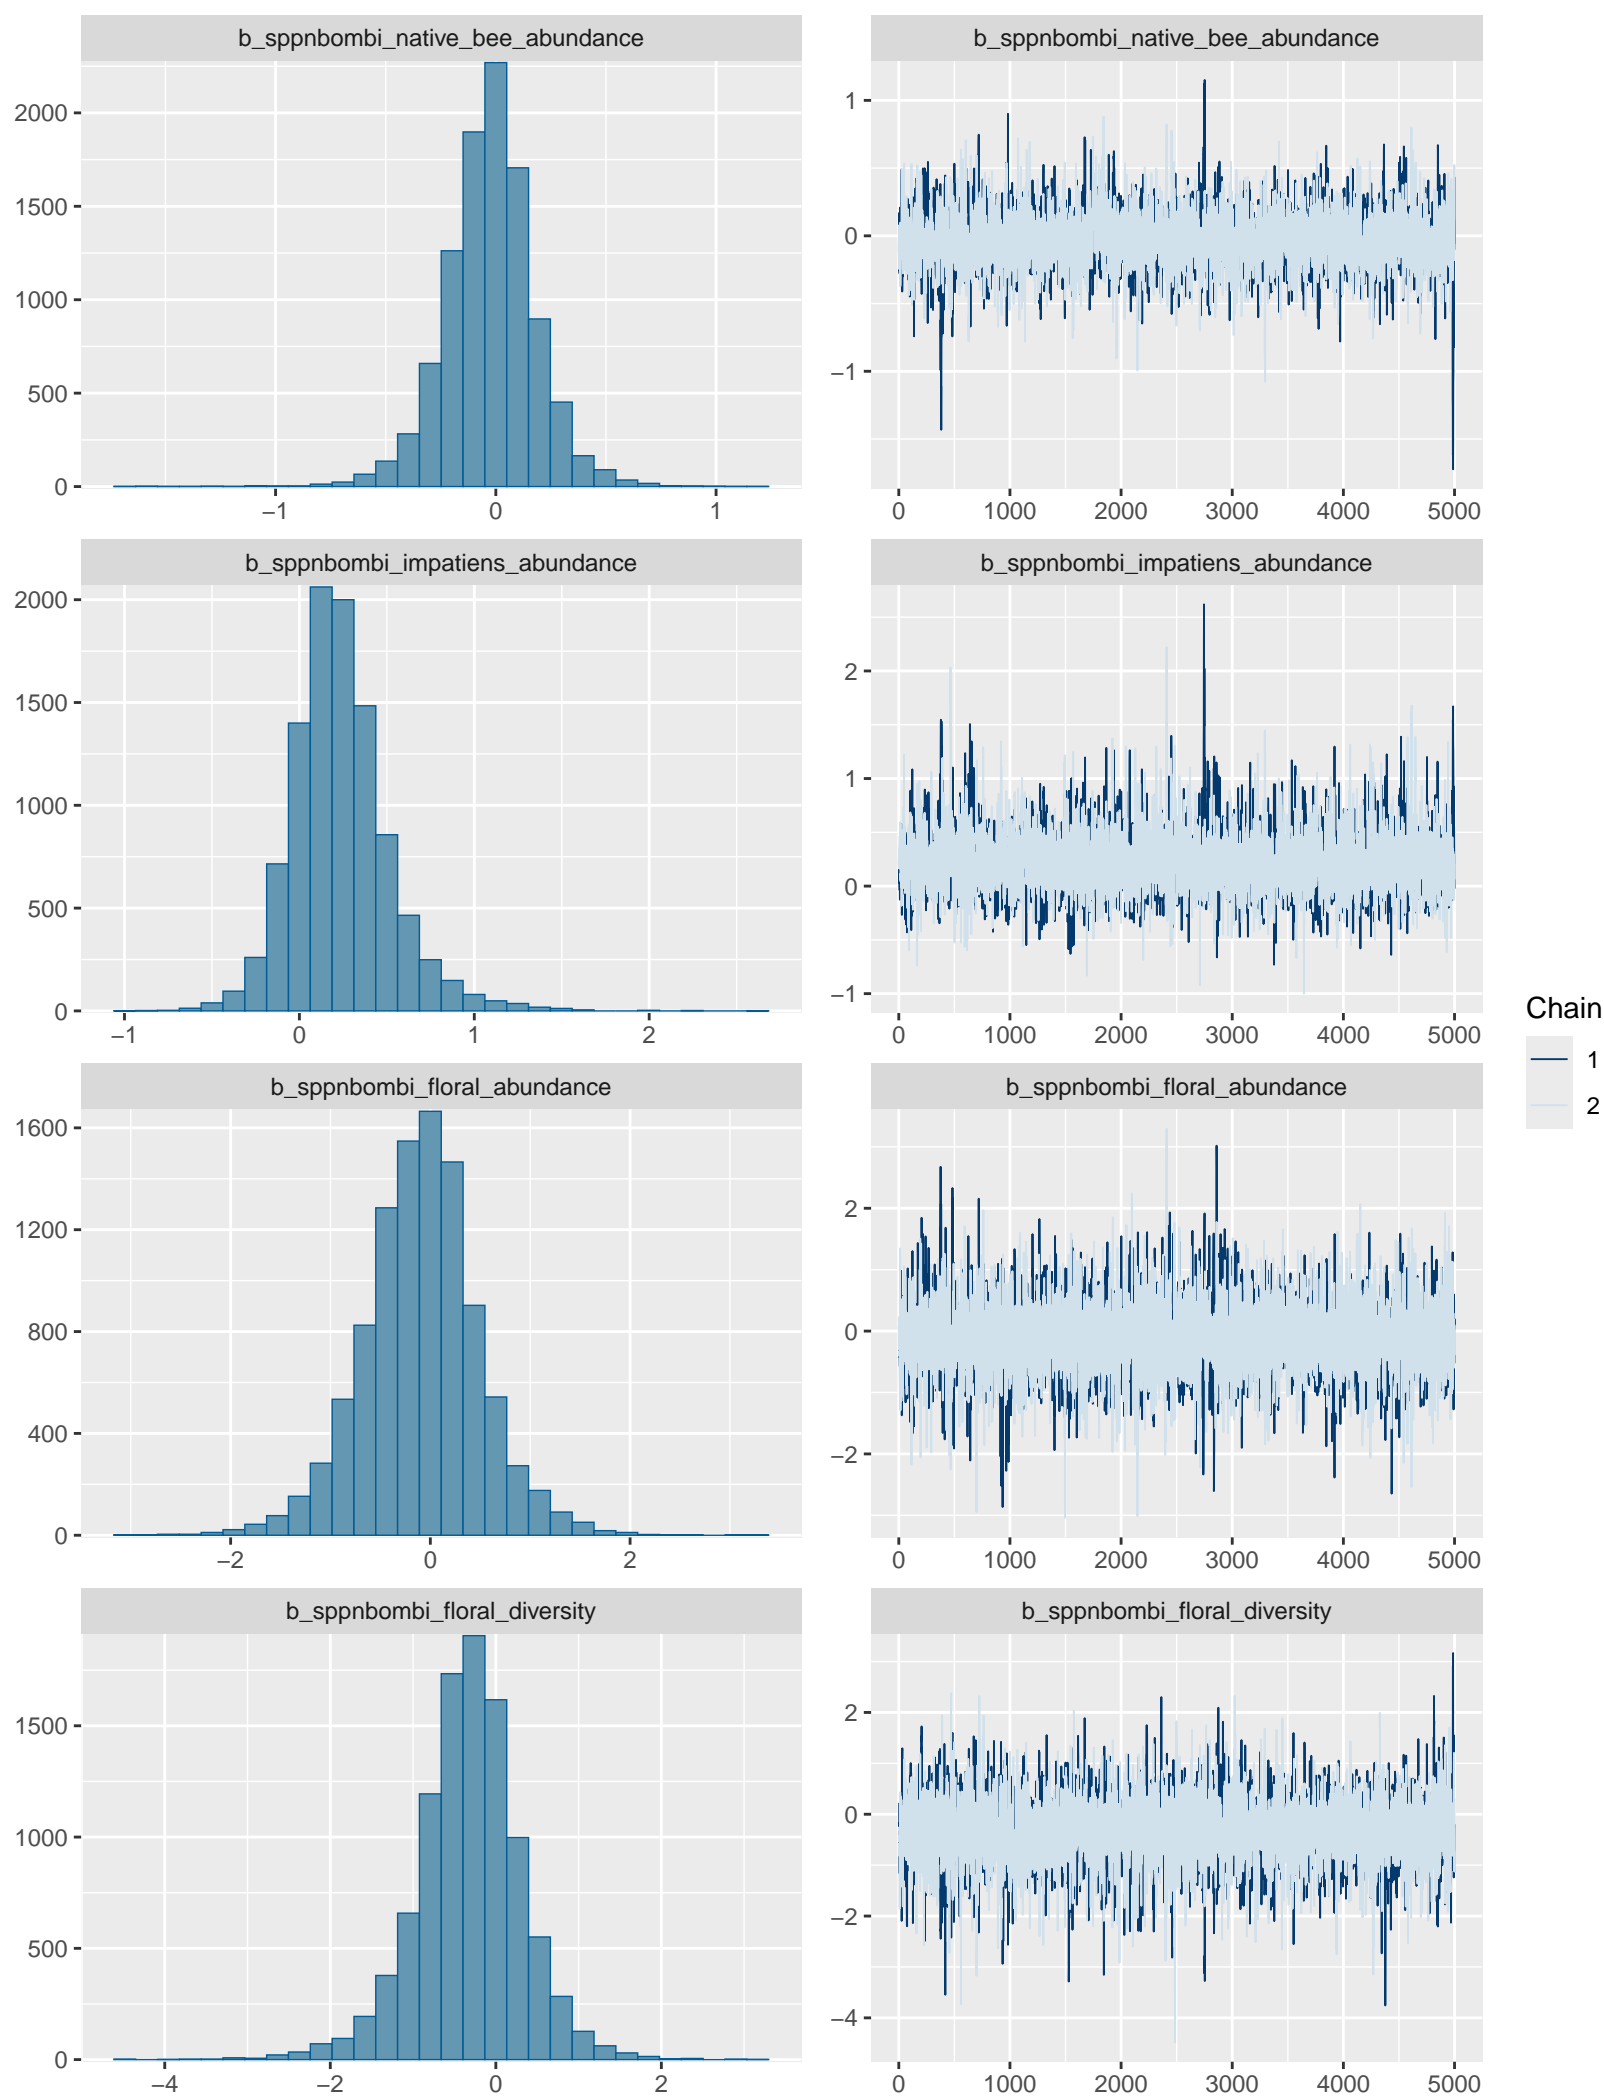 b_sppnbombi_native_bee_abundance
2000
1500
1000
500
0
−1 0 1
b_sppnbombi_native_bee_abundance
1
0
−1
0 1000 2000 3000 4000 5000
b_sppnbombi_impatiens_abundance
2000
1500
1000
500
0
−1 0 1 2
b_sppnbombi_impatiens_abundance
2
1
0
−1
0 1000 2000 3000 4000 5000
b_sppnbombi_floral_abundance
1600
1200
800
400
0
−2 0 2
b_sppnbombi_floral_abundance
2
0
−2
0 1000 2000 3000 4000 5000
b_sppnbombi_floral_diversity
1500
1000
500
0
−4 −2 0 2
b_sppnbombi_floral_diversity
2
0
−2
−4
0 1000 2000 3000 4000 5000
Chain
1
2